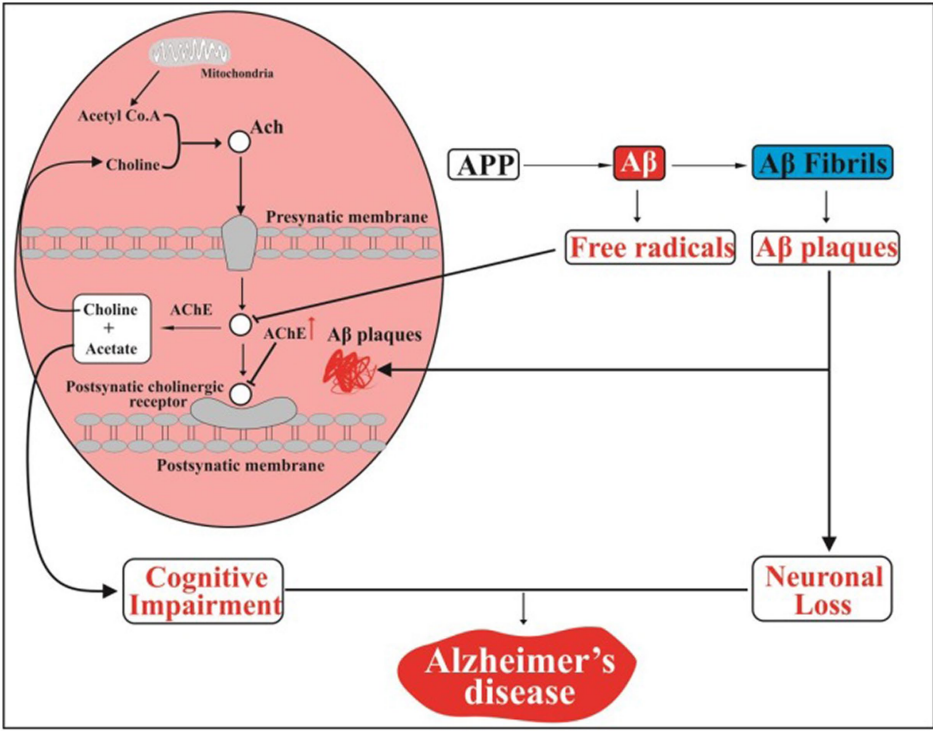 Mitochondria
Acetyl Co.A
Ach
Choline
Presynatic membrane
Choline
+
Acetate
AChE
AChE↑
Aβ plaques
Postsynatic cholinergic
receptor
Postsynatic membrane
APP
Aβ
Aβ Fibrils
Free radicals
Aβ plaques
Cognitive
Impairment
Neuronal
Loss
Alzheimer's
disease